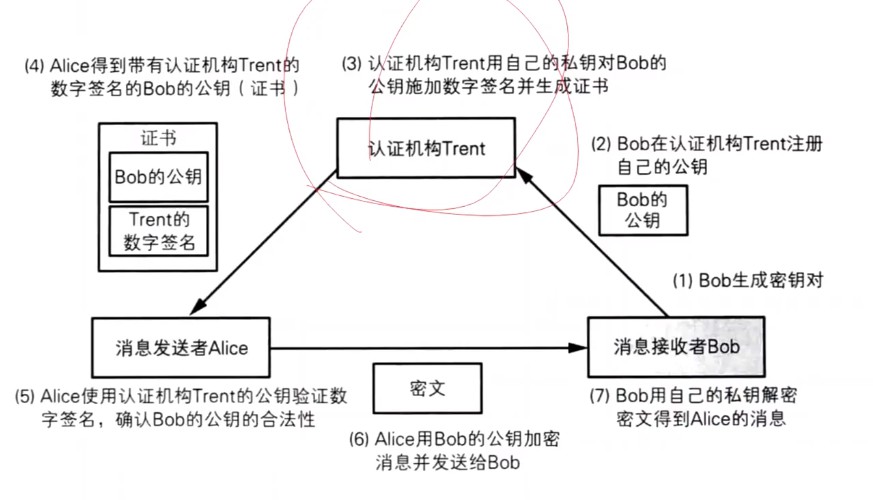 (4) Alice得到带有认证机构Trent的
数字签名的Bob的公钥（证书）
(3) 认证机构Trent用自己的私钥对Bob的
公钥施加数字签名并生成证书
证书
Bob的公钥
Trent的
数字签名
认证机构Trent
(2) Bob在认证机构Trent注册
自己的公钥
Bob的
公钥
(1) Bob生成密钥对
消息发送者Alice
消息接收者Bob
(5) Alice使用认证机构Trent的公钥验证数
字签名，确认Bob的公钥的合法性
密文
(6) Alice用Bob的公钥加密
消息并发送给Bob
(7) Bob用自己的私钥解密
密文得到Alice的消息